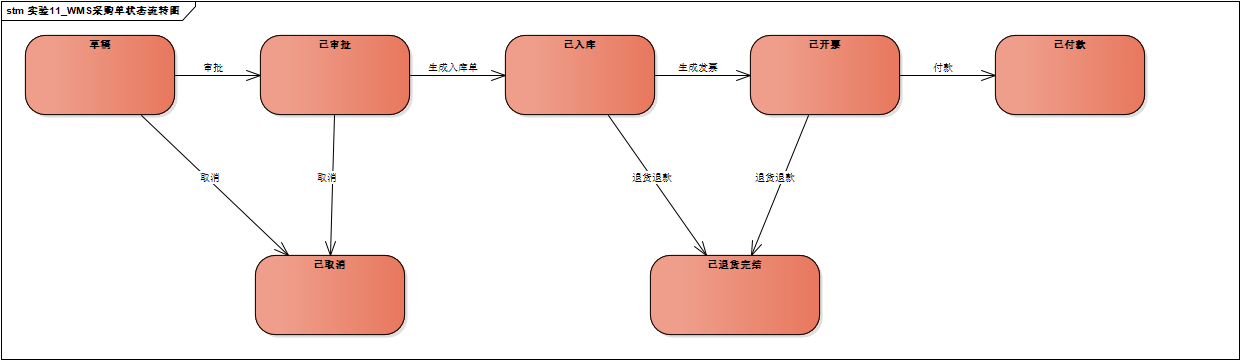 stm 实验11_WMS采购单状态流转图
草稿
已审批
已入库
已开票
已付款
审批
生成入库单
生成发票
付款
取消
取消
退货退款
退货退款
已取消
已退货完结